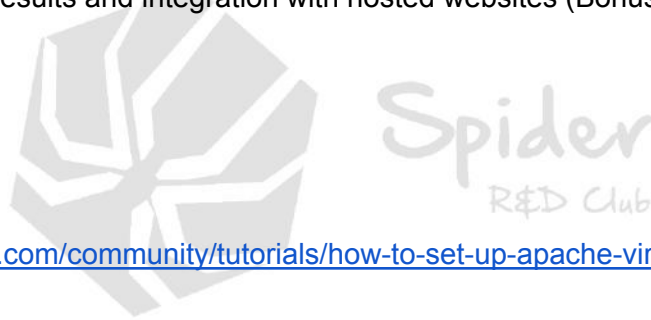 esults and integration with hosted websites (Bonus
Spider
R&D Club
.com/community/tutorials/how-to-set-up-apache-vir